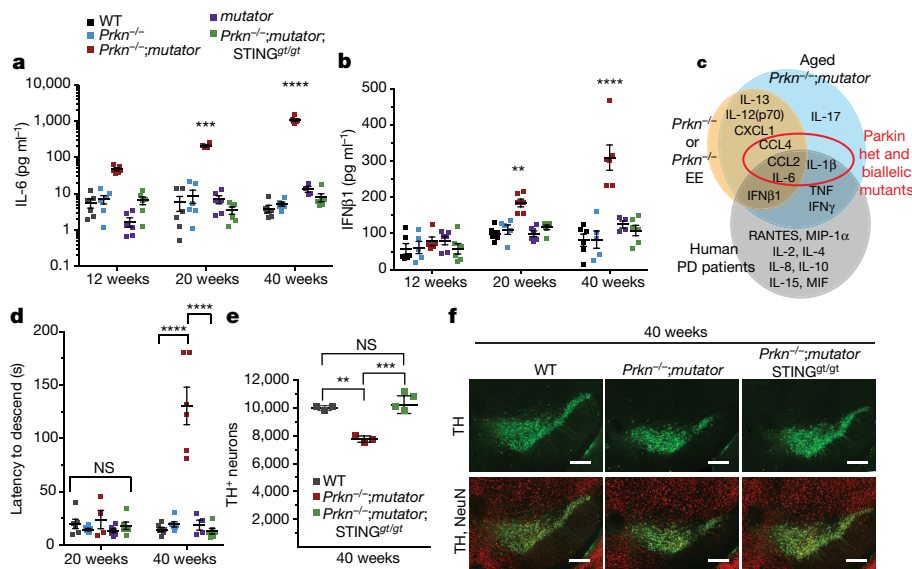 WT
Prkn−/−
Prkn−/−;mutator
mutator
Prkn−/−;mutator;
STINGgt/gt
a
IL-6 (pg ml−1)
10,000
1,000
100
10
1
0.1
***
****
12 weeks
20 weeks
40 weeks
b
IFNβ1 (pg ml−1)
500
400
300
200
100
0
**
****
12 weeks
20 weeks
40 weeks
c
Aged
Prkn−/−;mutator
IL-13
IL-12(p70)
CXCL1
CCL4
CCL2
IL-6
IFNβ1
IL-17
IL-1β
TNF
IFNγ
Prkn−/−
or
Prkn−/−
EE
Parkin
het and
biallelic
mutants
Human
PD patients
RANTES, MIP-1α
IL-2, IL-4
IL-8, IL-10
IL-15, MIF
d
Latency to descend (s)
200
150
100
50
0
NS
****
****
20 weeks
40 weeks
e
TH+ neurons
10,000
8,000
6,000
4,000
2,000
NS
**
***
WT
Prkn−/−;mutator
Prkn−/−;mutator;
STINGgt/gt
40 weeks
f
40 weeks
WT
Prkn−/−;mutator
Prkn−/−;mutator
STINGgt/gt
TH
TH, NeuN